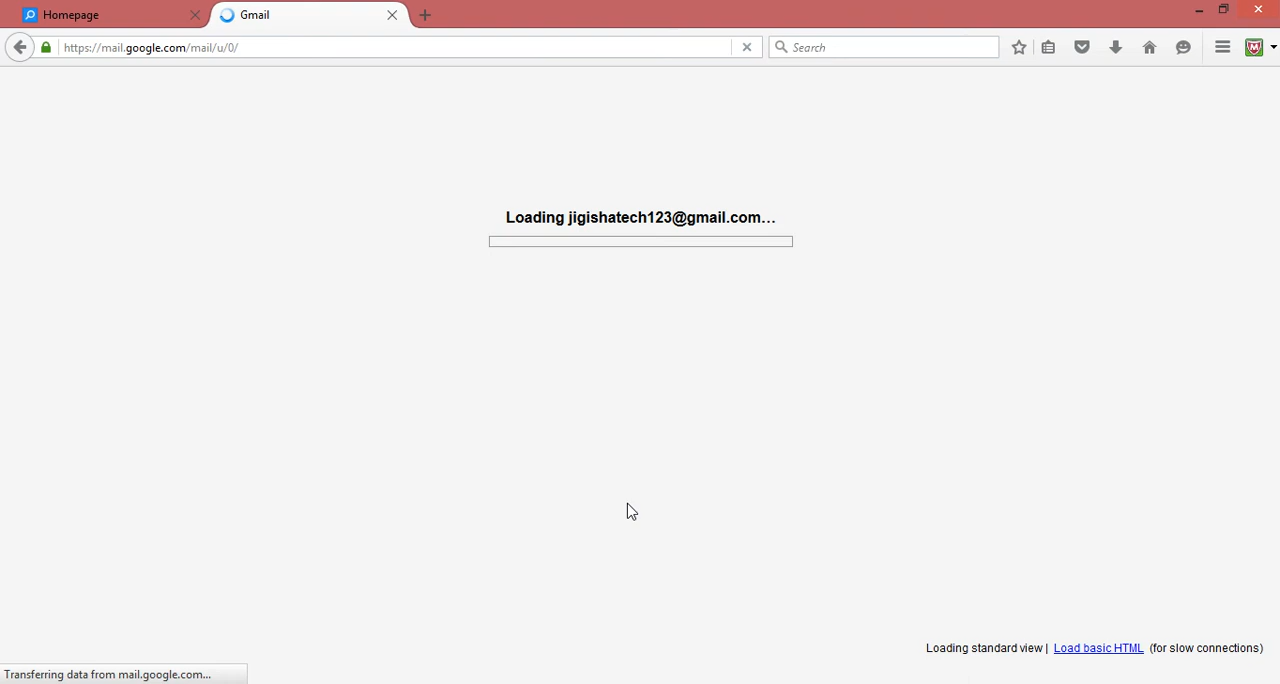 Homepage
Gmail
https://mail.google.com/mail/u/0/
Search
Loading jigishatech123@gmail.com...
Loading standard view | Load basic HTML (for slow connections)
Transferring data from mail.google.com...